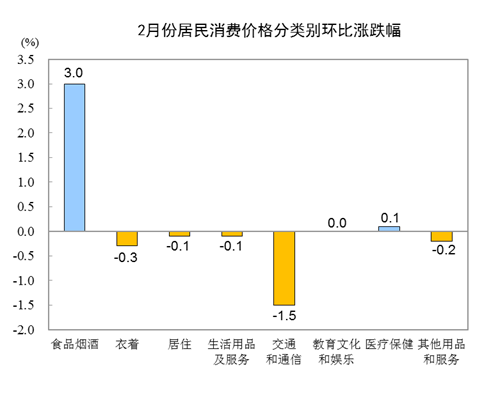 2月份居民消费价格分类别环比涨跌幅
(%)
3.5
3.0
2.5
2.0
1.5
1.0
0.5
0.0
-0.5
-1.0
-1.5
-2.0
3.0
-0.3
-0.1
-0.1
-1.5
0.0
0.1
-0.2
食品烟酒
衣着
居住
生活用品
及服务
交通
和通信
教育文化
和娱乐
医疗保健
其他用品
和服务